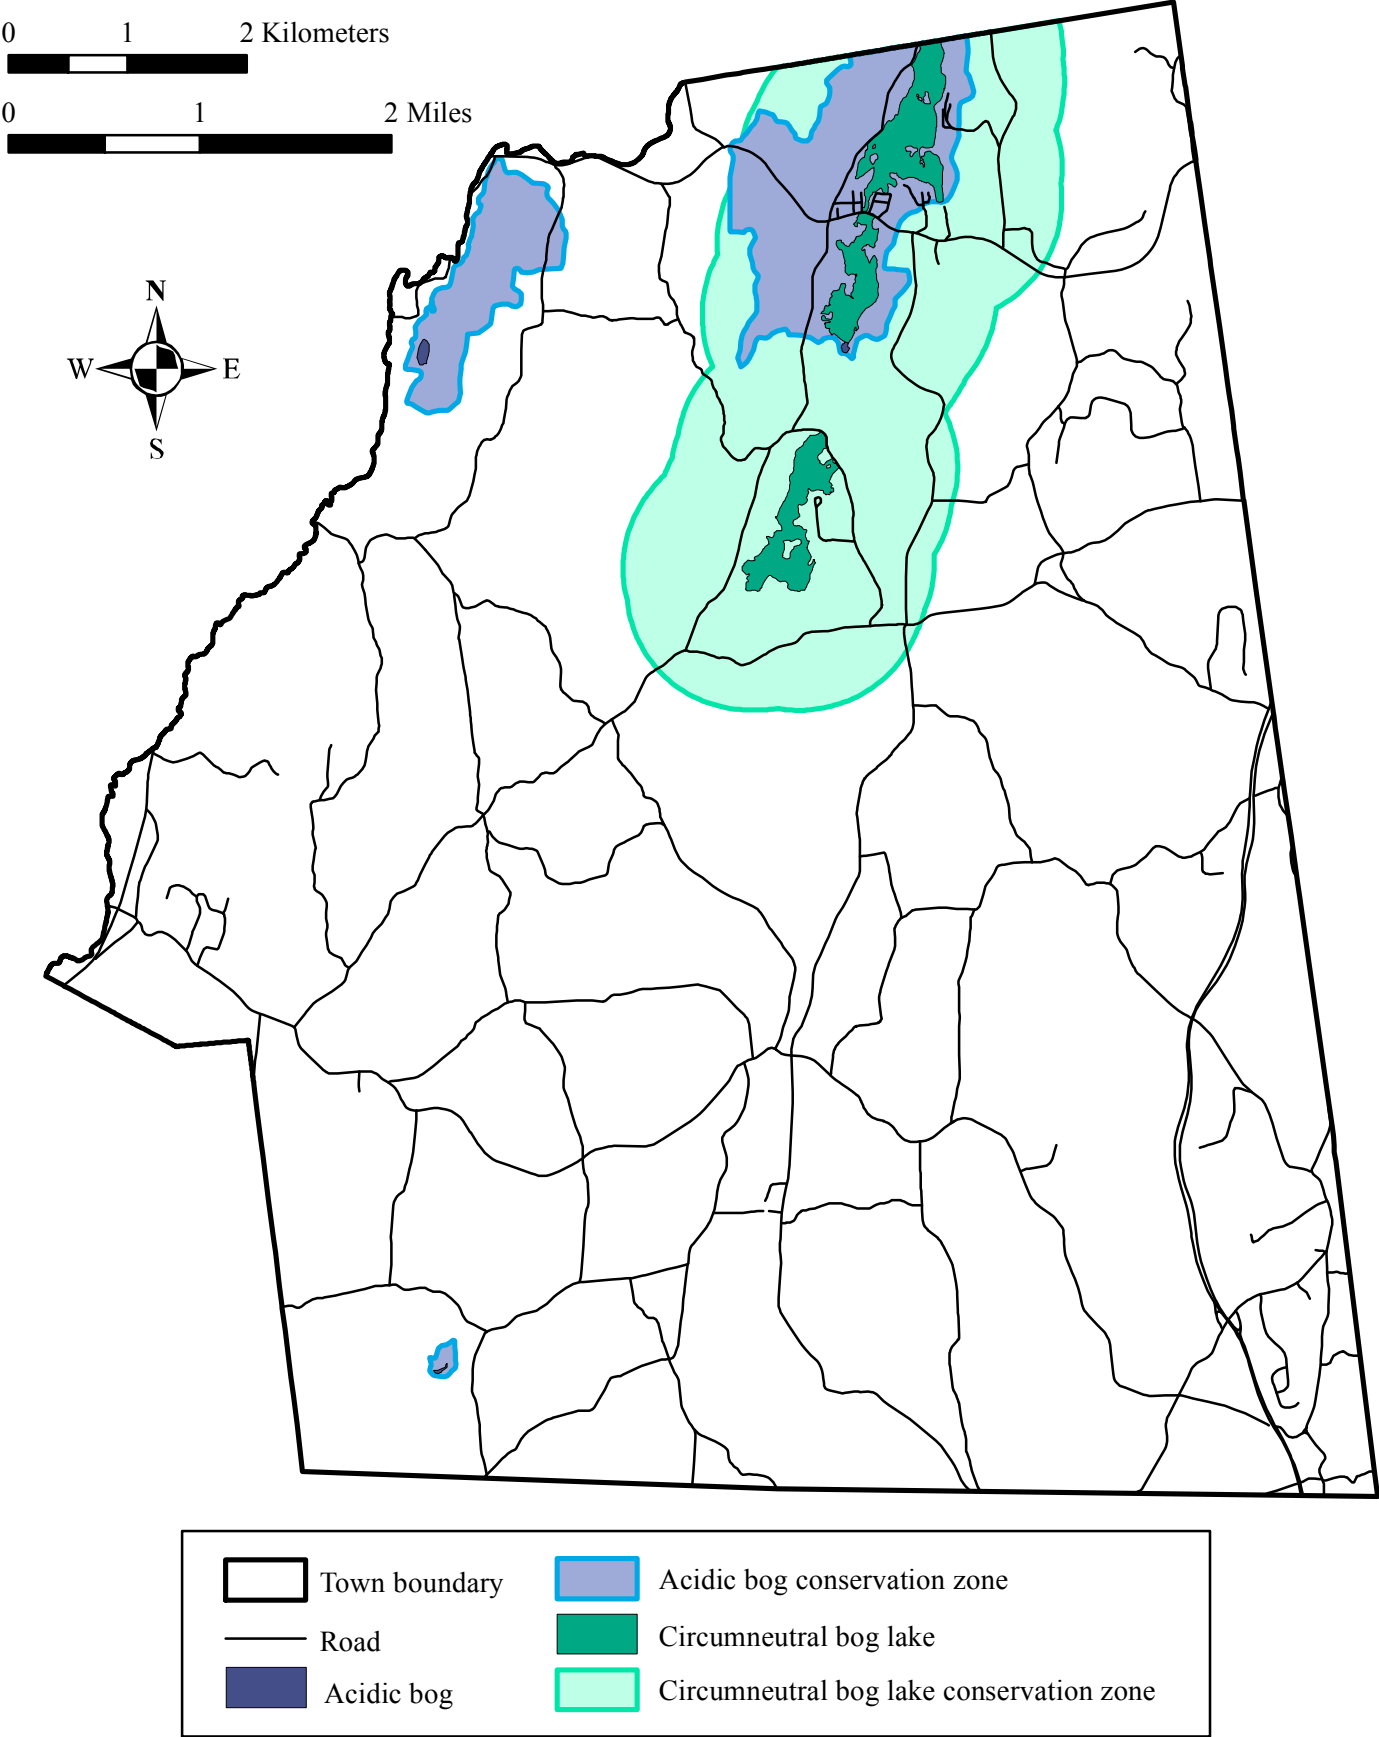 0 1 2 Kilometers
0 1 2 Miles
N
W E
S
Town boundary
Road
Acidic bog
Acidic bog conservation zone
Circumneutral bog lake
Circumneutral bog lake conservation zone